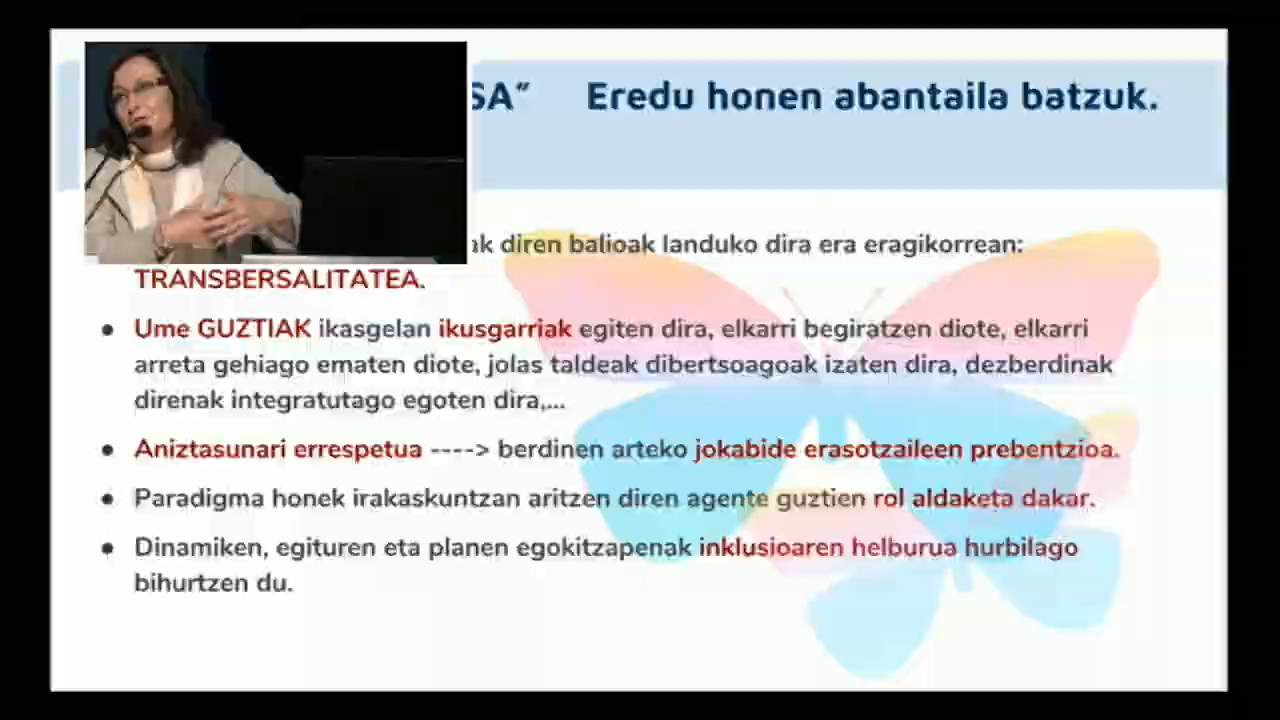 SA” Eredu honen abantaila batzuk.
diren balioak landuko dira era eragikorrean:
TRANSBERSALITATEA.
• Ume GUZTIAK ikasgelan ikusgarriak egiten dira, elkarri begiratzen diote, elkarri
arreta gehiago ematen diote, jolas taldeak dibertsoagoak izaten dira, dezberdinak
direnak integratutago egoten dira,...
• Aniztasunari errespetua ----> berdinen arteko jokabide erasotzaileen prebentzioa.
• Paradigma honek irakaskuntzan aritzen diren agente guztien rol aldaketa dakar.
• Dinamiken, egituren eta planen egokitzapenak inklusioaren helburua hurbilago
bihurtzen du.